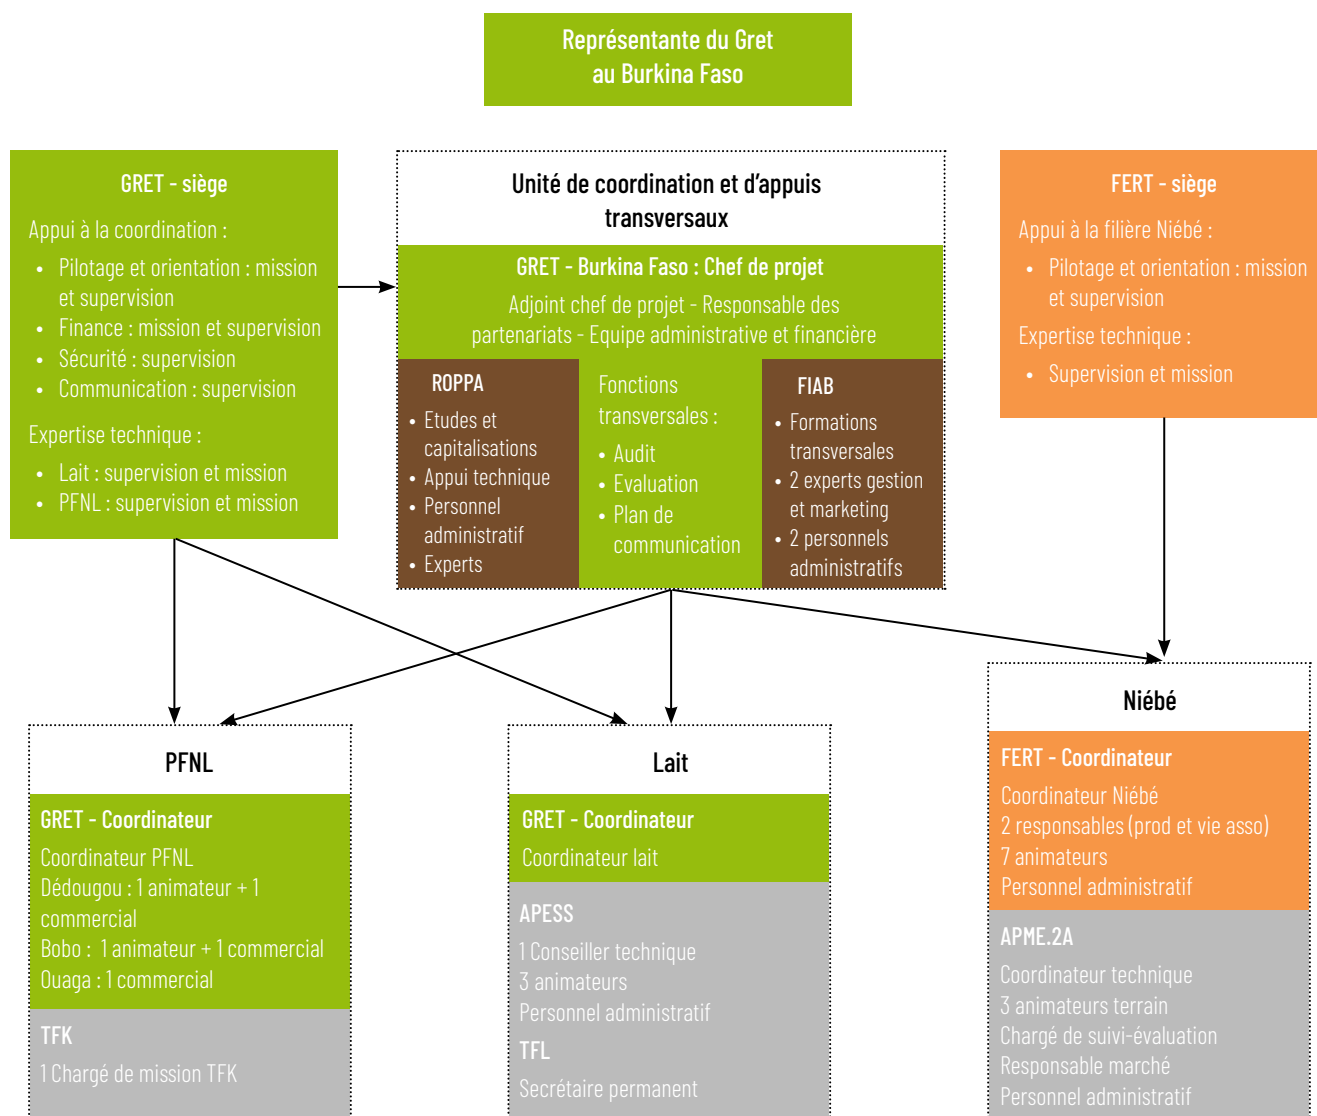 Représentante du Gret
au Burkina Faso
GRET - siège
Appui à la coordination :
• Pilotage et orientation : mission
et supervision
• Finance : mission et supervision
• Sécurité : supervision
• Communication : supervision
Expertise technique :
• Lait : supervision et mission
• PFNL : supervision et mission
Unité de coordination et d'appuis
transversaux
GRET - Burkina Faso : Chef de projet
Adjoint chef de projet - Responsable des
partenariats - Equipe administrative et financière
ROPPA
• Etudes et
capitalisations
• Appui technique
• Personnel
administratif
• Experts
Fonctions
transversales :
• Audit
• Evaluation
• Plan de
communication
FIAB
• Formations
transversales
• 2 experts gestion
et marketing
• 2 personnels
administratifs
FERT - siège
Appui à la filière Niébé :
• Pilotage et orientation : mission
et supervision
Expertise technique :
• Supervision et mission
PFNL
GRET - Coordinateur
Coordinateur PFNL
Dédougou : 1 animateur + 1
commercial
Bobo : 1 animateur + 1 commercial
Ouaga : 1 commercial
TFK
1 Chargé de mission TFK
Lait
GRET - Coordinateur
Coordinateur lait
APESS
1 Conseiller technique
3 animateurs
Personnel administratif
TFL
Secrétaire permanent
Niébé
FERT - Coordinateur
Coordinateur Niébé
2 responsables (prod et vie asso)
7 animateurs
Personnel administratif
APME.2A
Coordinateur technique
3 animateurs terrain
Chargé de suivi-évaluation
Responsable marché
Personnel administratif